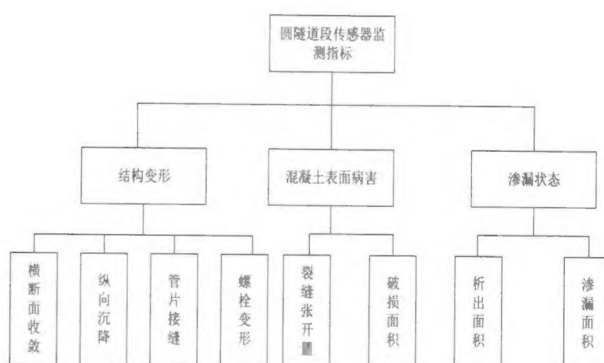 圆隧道段传感器监
测指标
结构变形
混凝土表面病害
渗漏状态
横断面收敛
纵向沉降
管片接缝
螺栓变形
裂缝张开量
破损面积
析出面积
渗漏面积